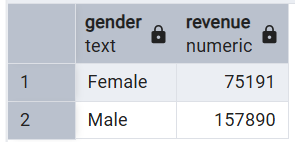 gender revenue
text numeric
1 Female 75191
2 Male 157890